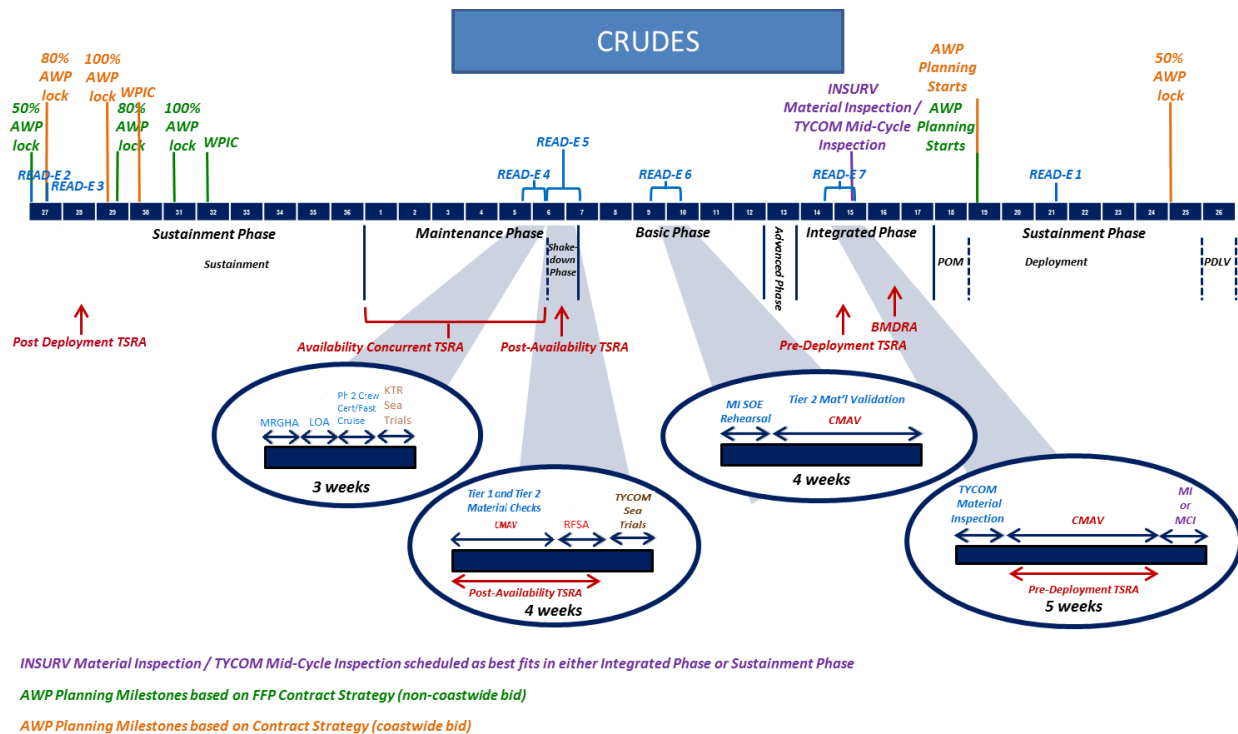 CRUDES
80%
AWP
lock
100%
AWP
lock
WPIC
50%
AWP
lock
80%
AWP
lock
100%
AWP
lock
WPIC
READ-E 2
READ-E 3
READ-E 4
READ-E 5
READ-E 6
INSURV
Material Inspection /
TYCOM Mid-Cycle
Inspection
READ-E 7
AWP
Planning
Starts
AWP
Planning
Starts
READ-E 1
50%
AWP
lock
27 28 29 30 31 32 33 34 35 36 1 2 3 4 5 6 7 8 9 10 11 12 13 14 15 16 17 18 19 20 21 22 23 24 25 26
Sustainment Phase
Maintenance Phase
Basic Phase
Integrated Phase
Sustainment Phase
Sustainment
Shake-
down
Phase
Advanced Phase
POM
Deployment
PDLV
Post Deployment TSRA
Availability Concurrent TSRA
Post-Availability TSRA
Pre-Deployment TSRA
BMDRA
MRGHA
LOA
Ph 2 Crew
Cert/Fast
Cruise
KTR
Sea
Trials
3 weeks
Tier 1 and Tier 2
Material Checks
CMAV
RFSA
TYCOM
Sea
Trials
Post-Availability TSRA
4 weeks
MI SOE
Rehearsal
Tier 2 Mat'l Validation
CMAV
4 weeks
TYCOM
Material
Inspection
CMAV
MI
or
MCI
Pre-Deployment TSRA
5 weeks
INSURV Material Inspection / TYCOM Mid-Cycle Inspection scheduled as best fits in either Integrated Phase or Sustainment Phase
AWP Planning Milestones based on FFP Contract Strategy (non-coastwide bid)
AWP Planning Milestones based on Contract Strategy (coastwide bid)